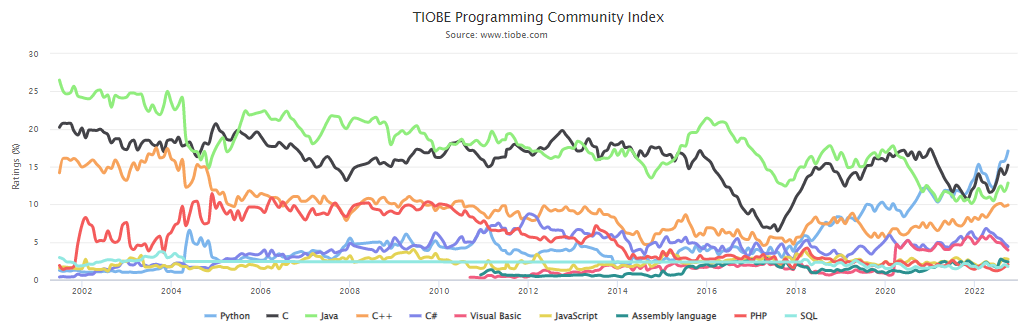 TIOBE Programming Community Index
Source: www.tiobe.com
Ratings (%)
30
25
20
15
10
5
0
2002 2004 2006 2008 2010 2012 2014 2016 2018 2020 2022
Python C Java C++ C# Visual Basic JavaScript Assembly language PHP SQL